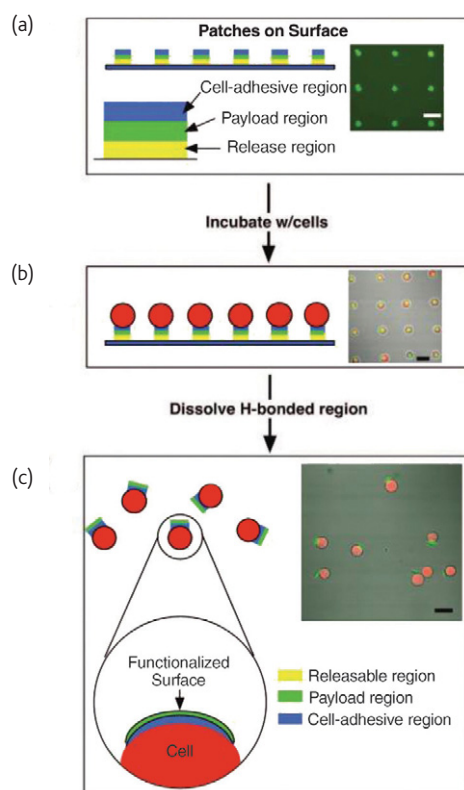 (a)
Patches on Surface
Cell-adhesive region
Payload region
Release region
Incubate w/cells
(b)
Dissolve H-bonded region
(c)
Functionalized
Surface
Cell
Releasable region
Payload region
Cell-adhesive region